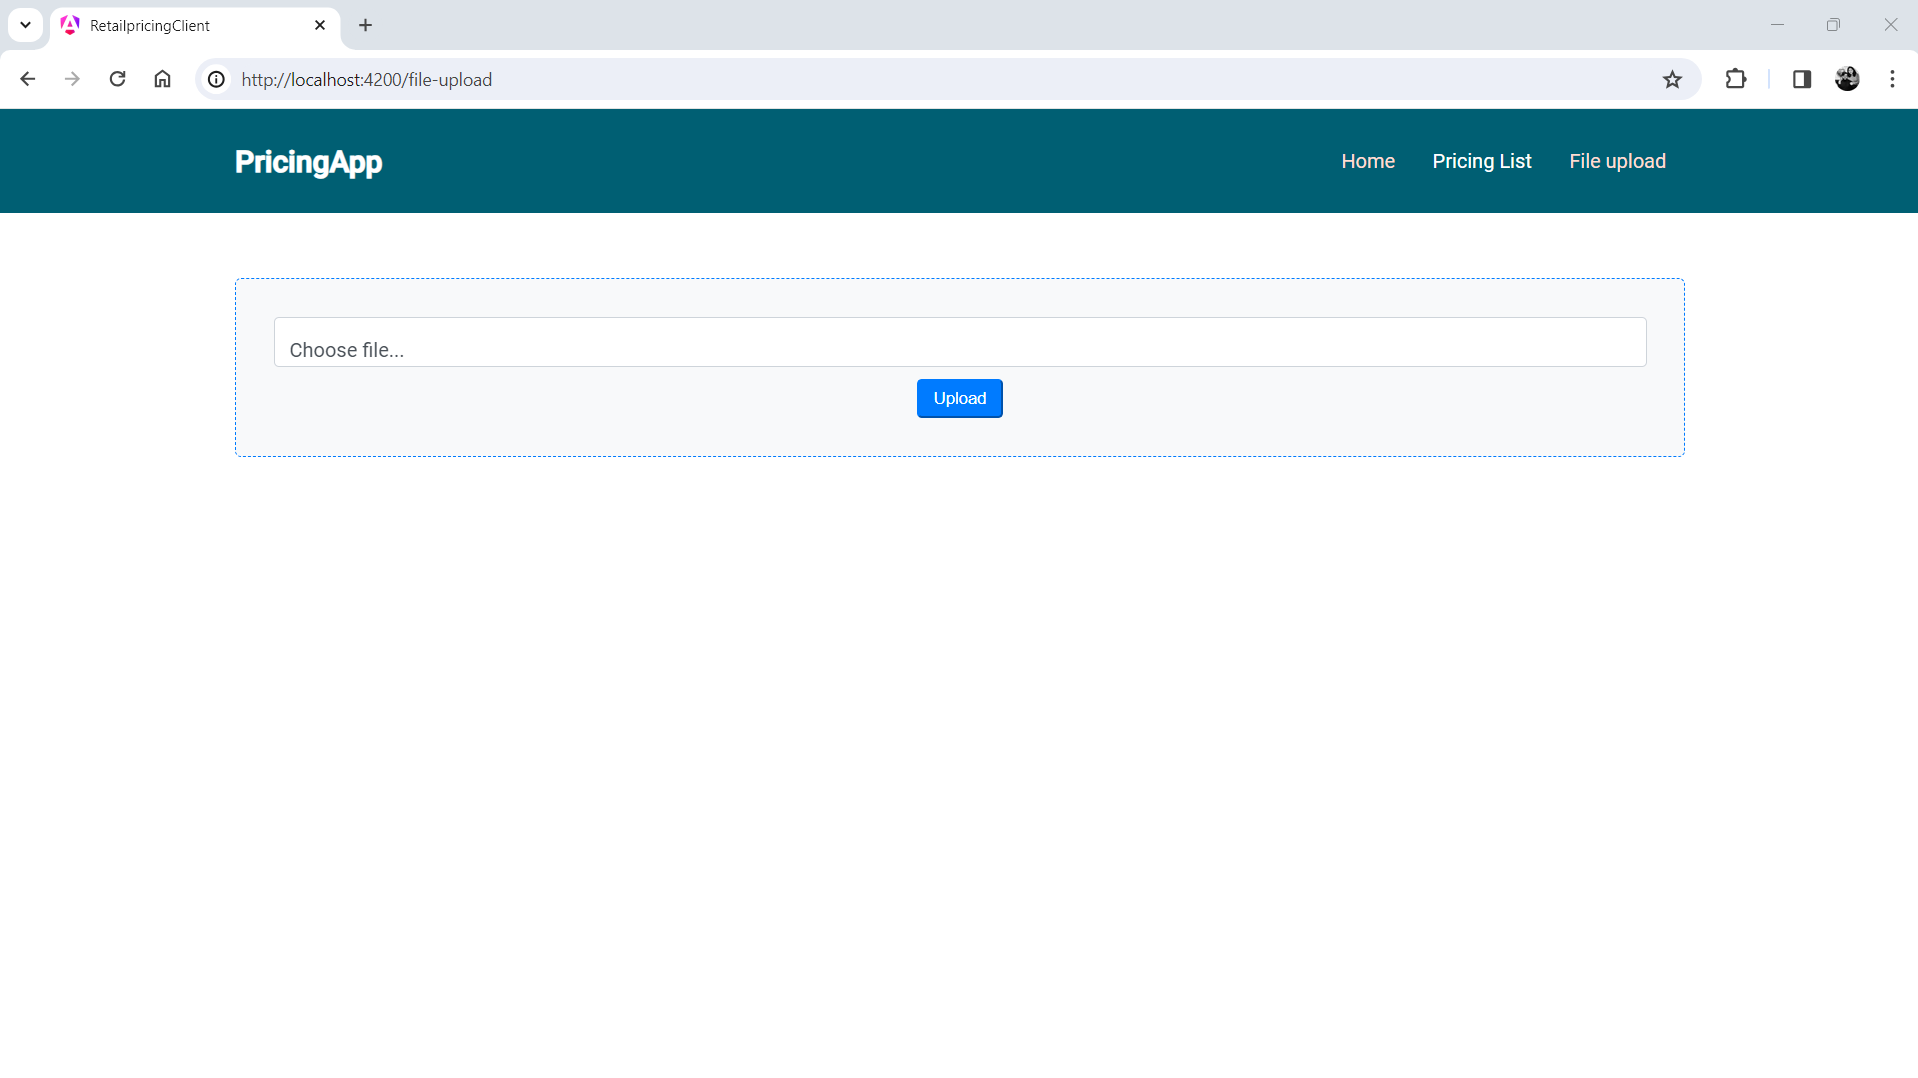 RetailpricingClient
http://localhost:4200/file-upload
PricingApp
Home Pricing List File upload
Choose file...
Upload